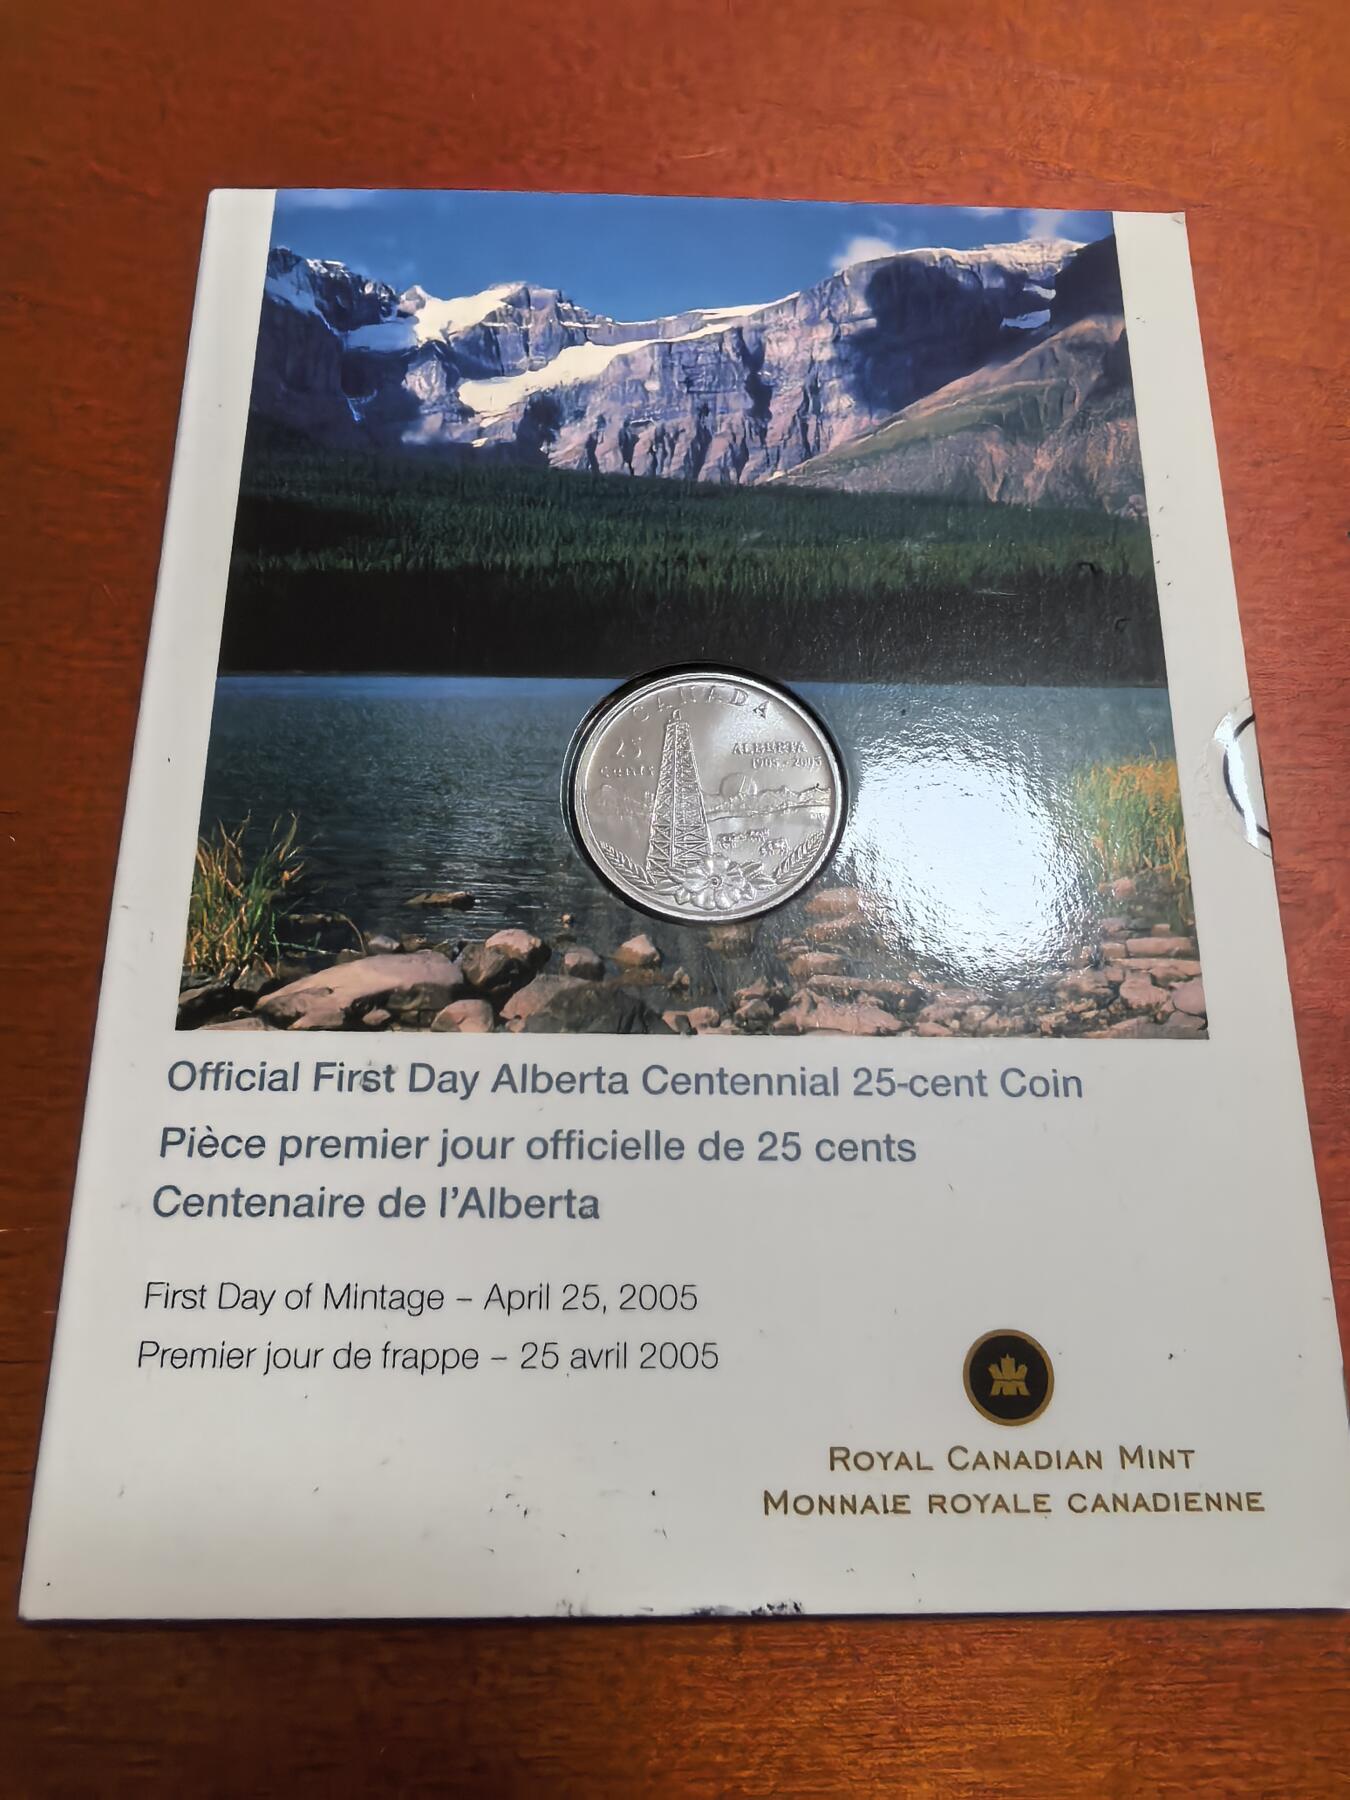 CANADA
25
cents
ALBERTA
1905 - 2005
Official First Day Alberta Centennial 25-cent Coin
Pièce premier jour officielle de 25 cents
Centenaire de l'Alberta
First Day of Mintage – April 25, 2005
Premier jour de frappe – 25 avril 2005
ROYAL CANADIAN MINT
MONNAIE ROYALE CANADIENNE